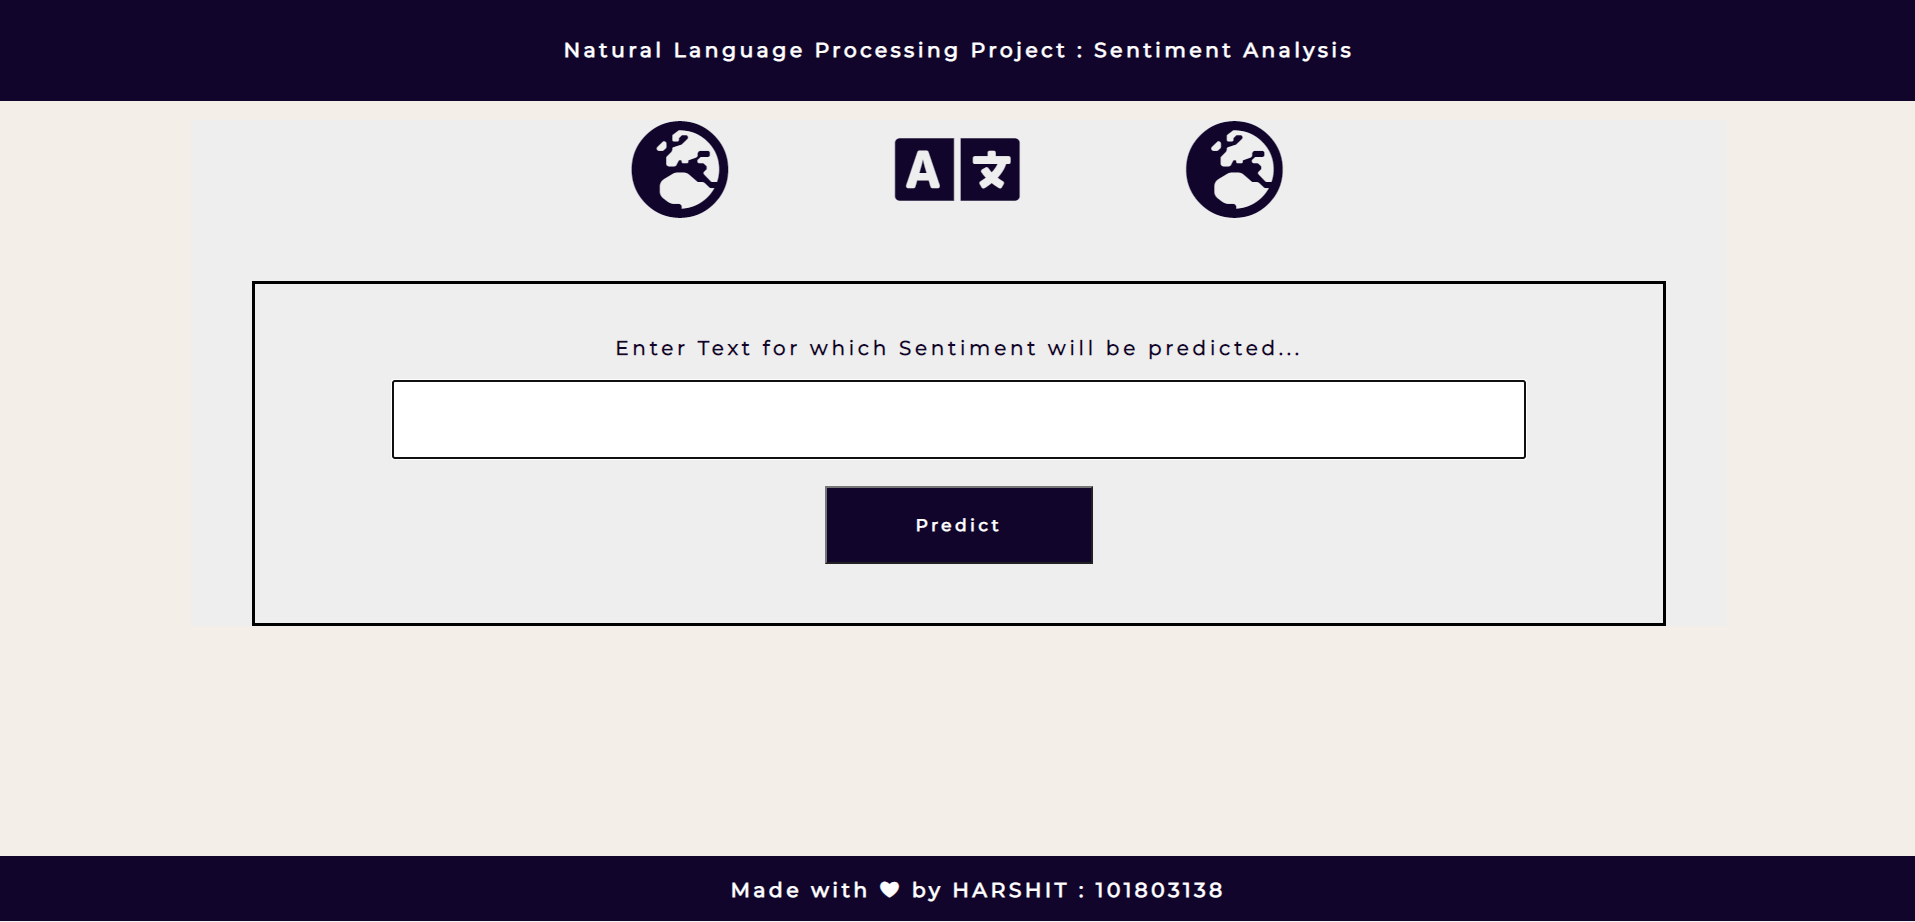 Natural Language Processing Project : Sentiment Analysis
A 文
Enter Text for which Sentiment will be predicted...
Predict
Made with ♥ by HARSHIT : 101803138